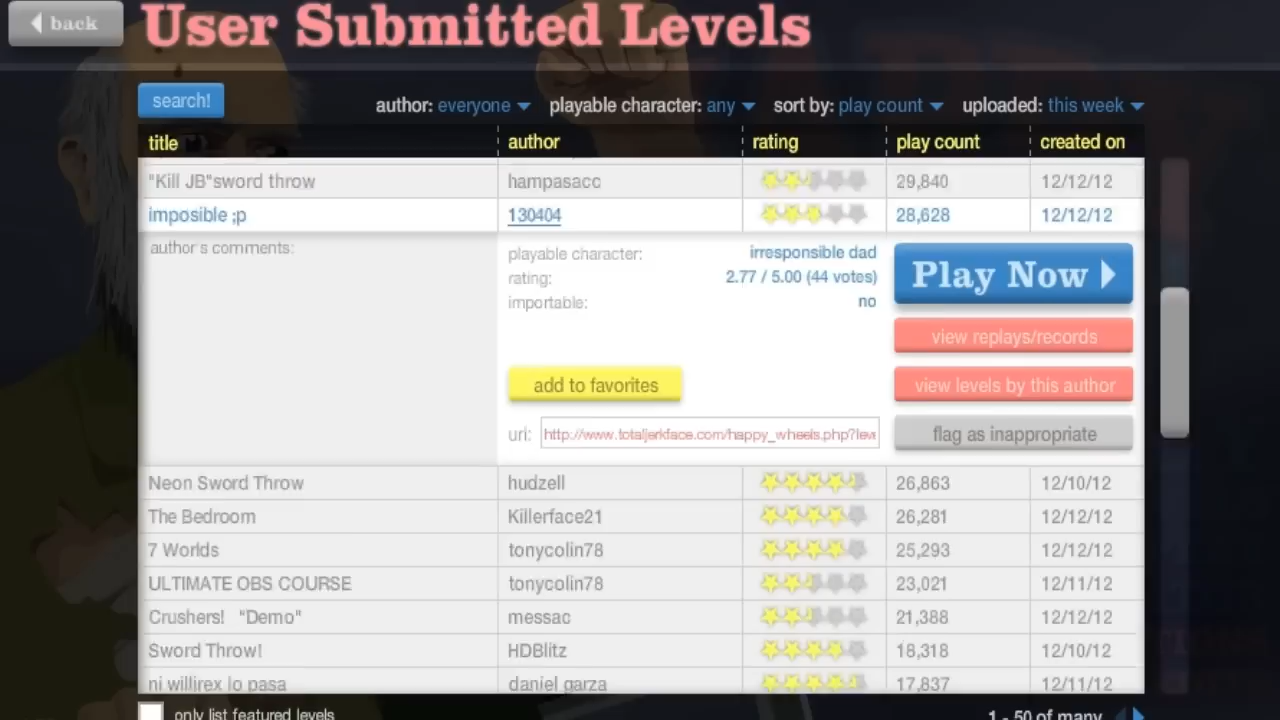 back
User Submitted Levels
search!
author: everyone playable character: any sort by: play count uploaded: this week
title author rating play count created on
"Kill JB"sword throw hampasacc 29,840 12/12/12
imposible ;p 130404 28,628 12/12/12
author's comments:
playable character: irresponsible dad
rating: 2.77 / 5.00 (44 votes)
importable: no
Play Now
view replays/records
add to favorites
view levels by this author
uri: http://www.totaljerkface.com/happy_wheels.php?leve
flag as inappropriate
Neon Sword Throw hudzell 26,863 12/10/12
The Bedroom Killerface21 26,281 12/12/12
7 Worlds tonycolin78 25,293 12/12/12
ULTIMATE OBS COURSE tonycolin78 23,021 12/11/12
Crushers! "Demo" messac 21,388 12/12/12
Sword Throw! HDBlitz 18,318 12/10/12
ni willirex lo pasa daniel garza 17,837 12/11/12
only list featured levels 1 - 50 of many